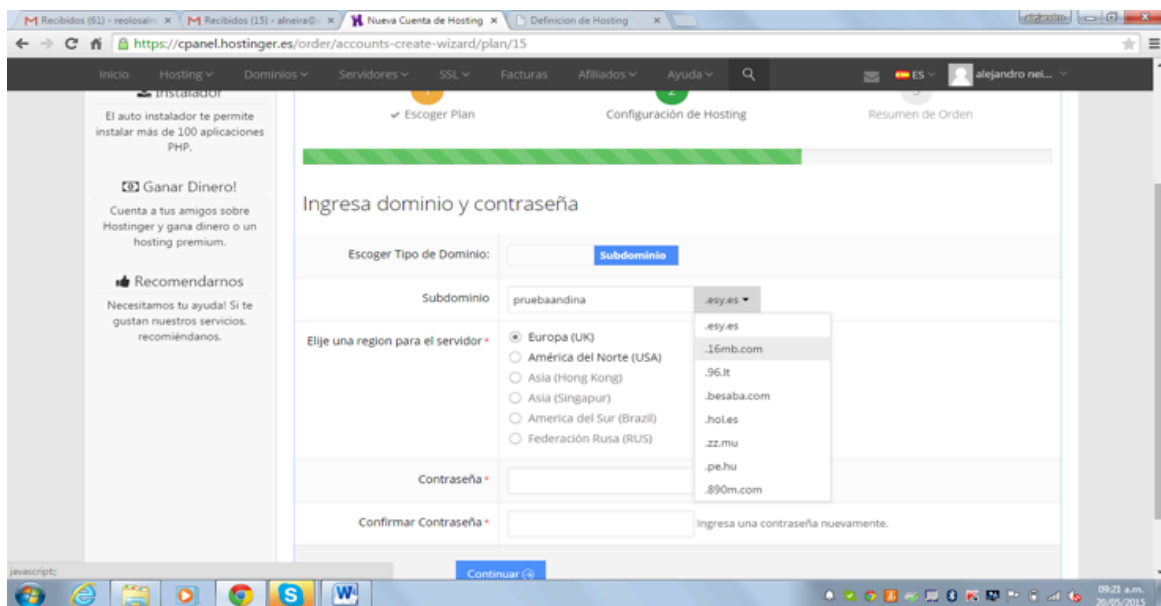 Recibidos (61) - reolosaln
Recibidos (15) - alneira@
Nueva Cuenta de Hosting
Definicion de Hosting
alejandro
https://cpanel.hostinger.es/order/accounts-create-wizard/plan/15
Inicio
Hosting
Dominios
Servidores
SSL
Facturas
Afiliados
Ayuda
ES
alejandro nei...
Instalador
El auto instalador te permite
instalar más de 100 aplicaciones
PHP.
Ganar Dinero!
Cuenta a tus amigos sobre
Hostinger y gana dinero o un
hosting premium.
Recomendarnos
Necesitamos tu ayuda! Si te
gustan nuestros servicios,
recomiéndanos.
Escoger Plan
2
Configuración de Hosting
3
Resumen de Orden
Ingresa dominio y contraseña
Escoger Tipo de Dominio:
Subdominio
Subdominio
pruebaandina
.esy.es
.esy.es
.16mb.com
.96.lt
.besaba.com
.hol.es
.zz.mu
.pe.hu
.890m.com
Elije una region para el servidor *
Europa (UK)
América del Norte (USA)
Asia (Hong Kong)
Asia (Singapur)
America del Sur (Brazil)
Federación Rusa (RUS)
Contraseña *
Confirmar Contraseña *
Ingresa una contraseña nuevamente.
Continuar
javascript:;
09:21 a.m.
20/05/2015